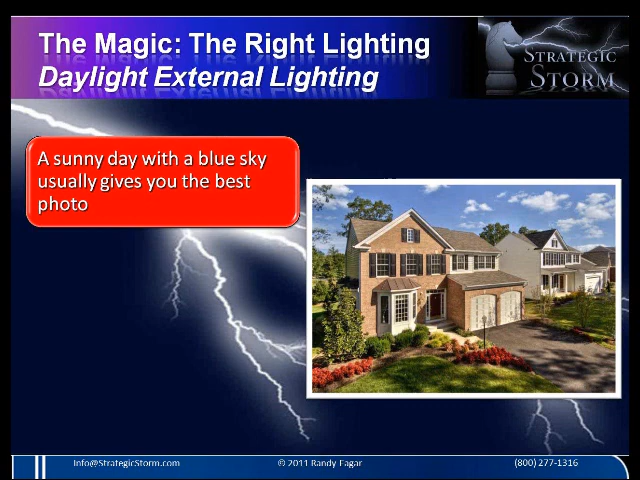 The Magic: The Right Lighting
Daylight External Lighting
STRATEGIC
STORM
A sunny day with a blue sky
usually gives you the best
photo
Info@StrategicStorm.com
© 2011 Randy Fagar
(800) 277-1316